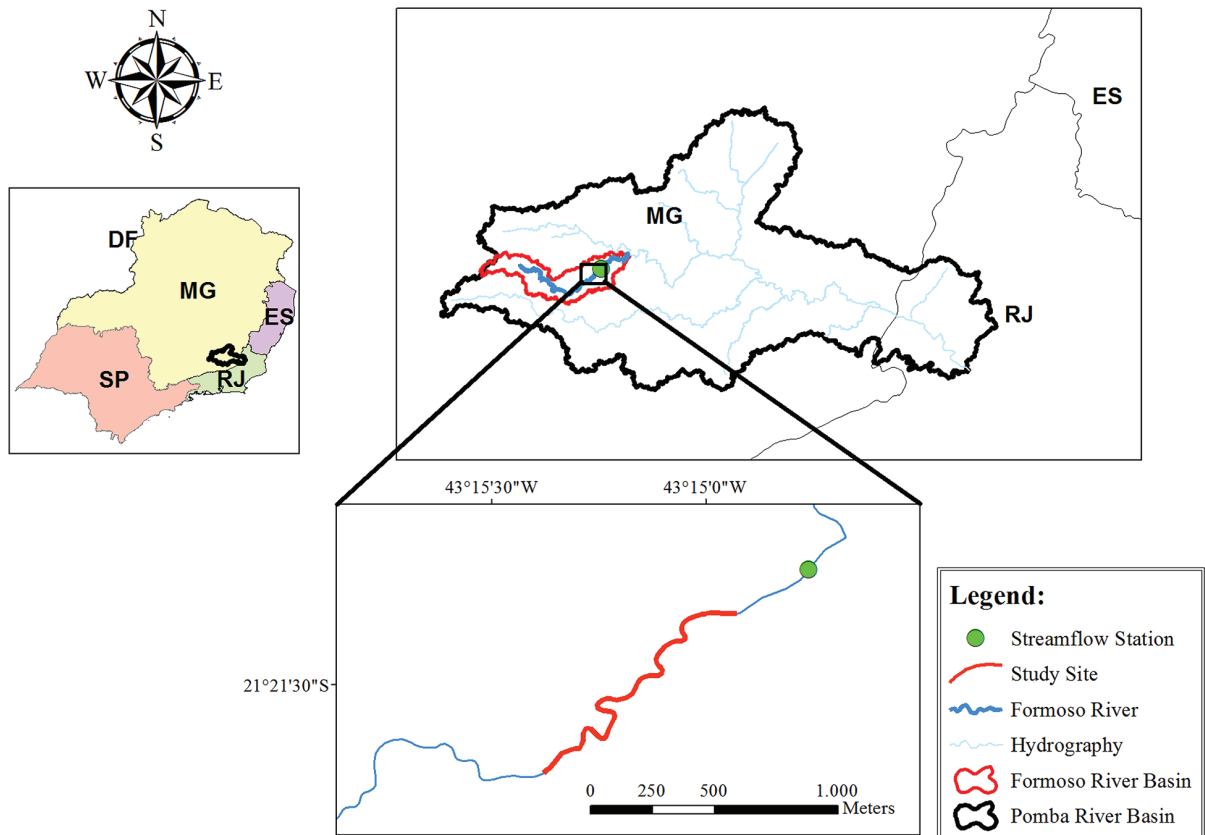 N
W
E
S
DF
MG
ES
SP
RJ
ES
MG
RJ
43°15'30"W
43°15'0"W
21°21'30"S
0
250
500
1.000
Meters
Legend:
Streamflow Station
Study Site
Formoso River
Hydrography
Formoso River Basin
Pomba River Basin